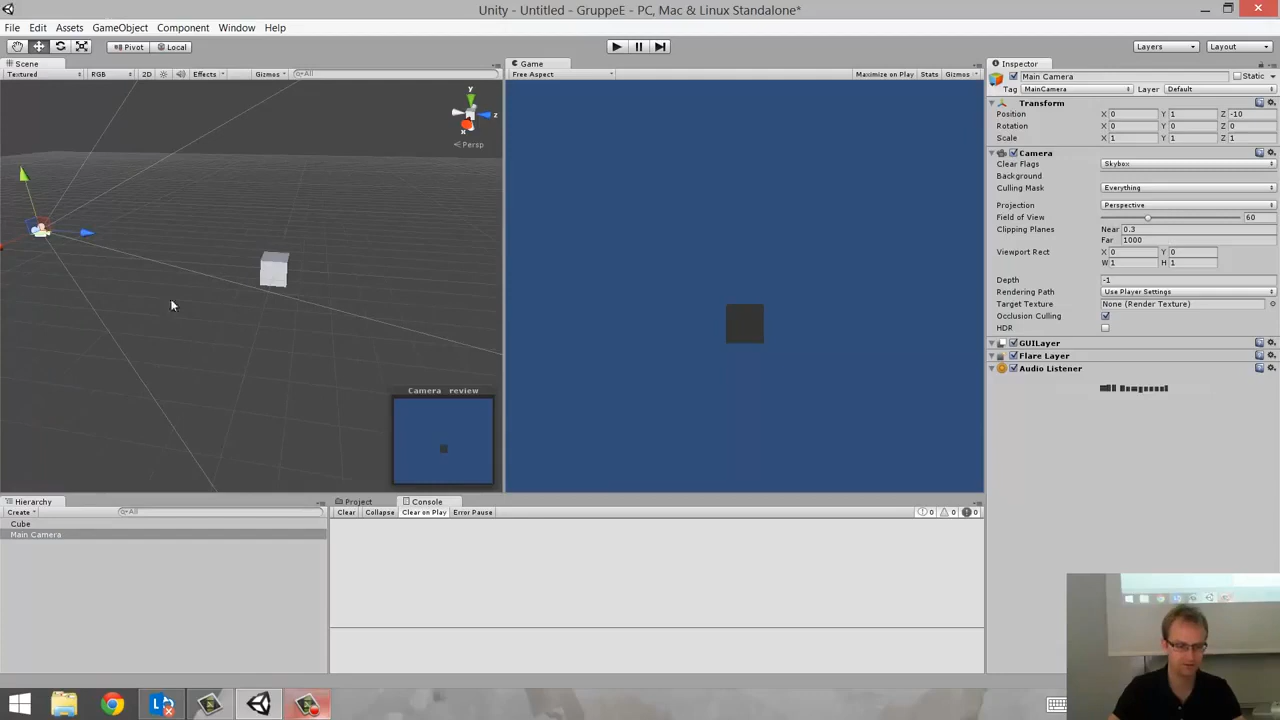 Unity - Untitled - GruppeE - PC, Mac & Linux Standalone*
File Edit Assets GameObject Component Window Help
Pivot Local Layers Layout
Scene Game Inspector
Textured RGB 2D Effects Gizmos All
Free Aspect Maximize on Play Stats Gizmos
Main Camera Static
Tag MainCamera Layer Default
Transform
Position X 0 Y 1 Z -10
Rotation X 0 Y 0 Z 0
Scale X 1 Y 1 Z 1
y
z
x
Persp
Camera
Clear Flags Skybox
Background
Culling Mask Everything
Projection Perspective
Field of View 60
Clipping Planes Near 0.3
Far 1000
Viewport Rect X 0 Y 0
W 1 H 1
Depth -1
Rendering Path Use Player Settings
Target Texture None (Render Texture)
Occlusion Culling
HDR
GUILayer
Flare Layer
Audio Listener
Camera review
Hierarchy Project Console
Create All Clear Collapse Clear on Play Error Pause 0 0 0
Cube
Main Camera